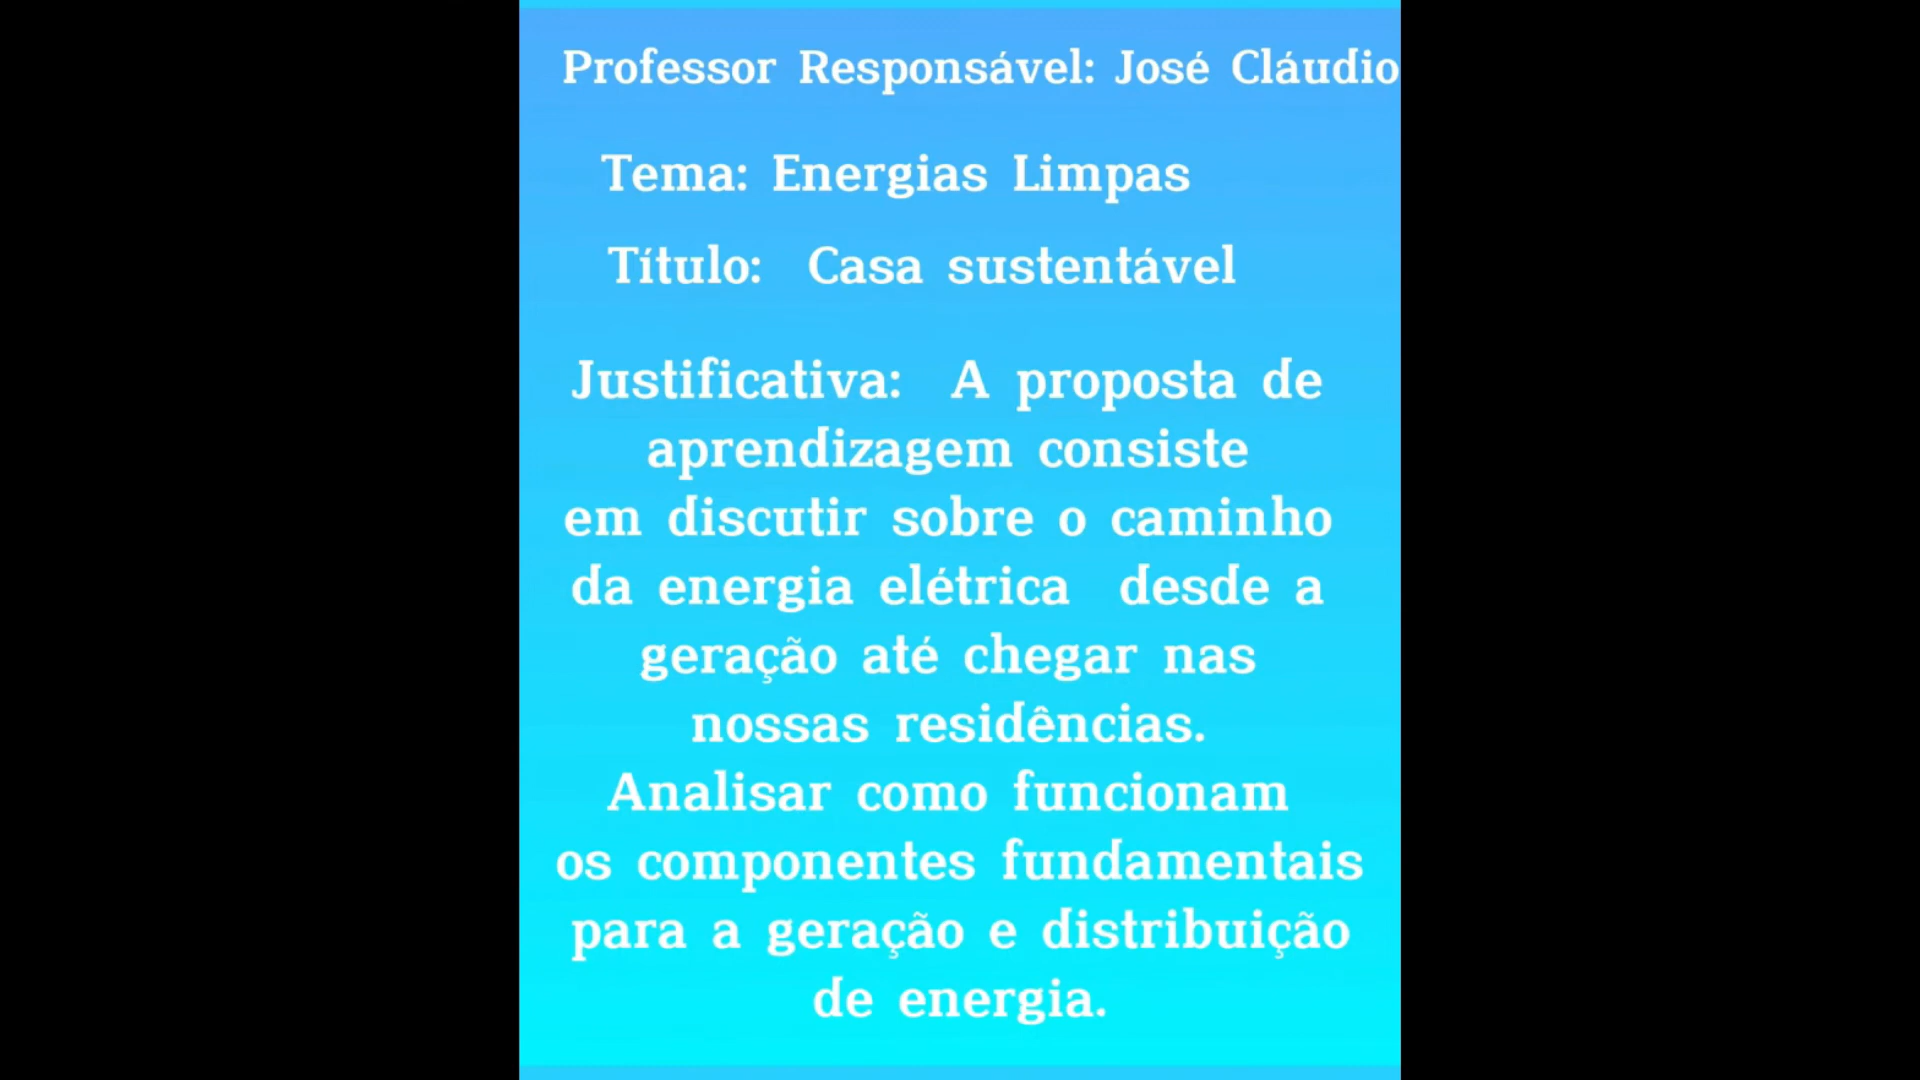 Professor Responsável: José Cláudio
Tema: Energias Limpas
Título: Casa sustentável
Justificativa: A proposta de
aprendizagem consiste
em discutir sobre o caminho
da energia elétrica desde a
geração até chegar nas
nossas residências.
Analisar como funcionam
os componentes fundamentais
para a geração e distribuição
de energia.